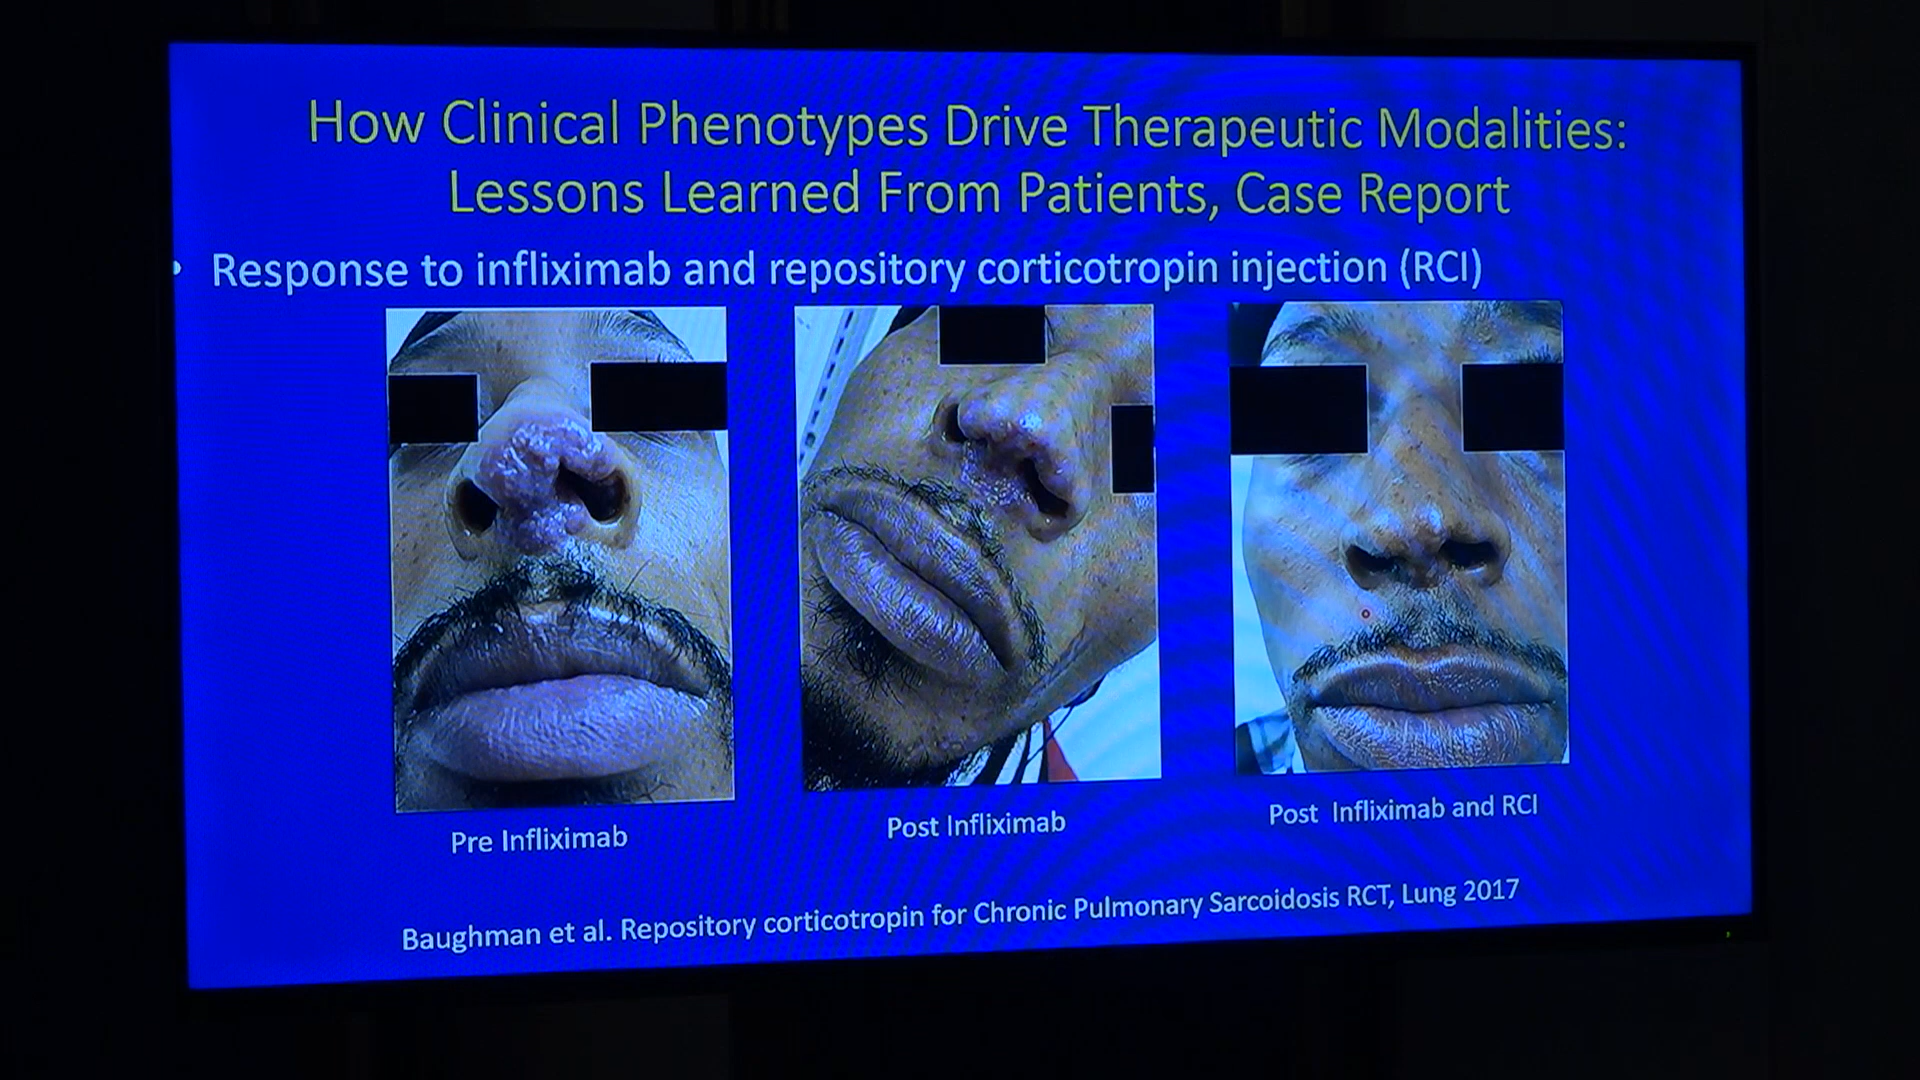 How Clinical Phenotypes Drive Therapeutic Modalities:
Lessons Learned From Patients, Case Report
• Response to infliximab and repository corticotropin injection (RCI)
Pre Infliximab
Post Infliximab
Post Infliximab and RCI
Baughman et al. Repository corticotropin for Chronic Pulmonary Sarcoidosis RCT, Lung 2017